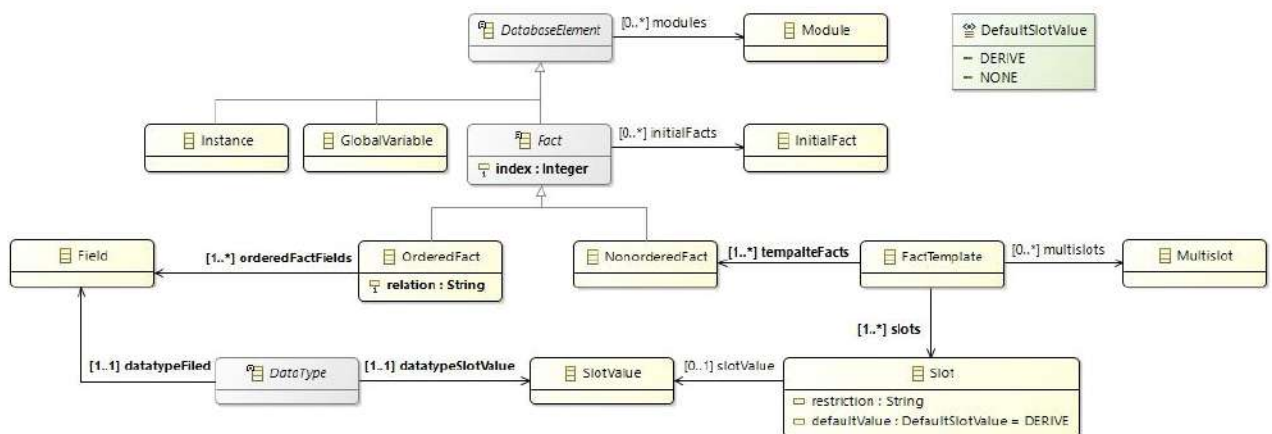 DatabaseElement
[0..*] modules
Module
DefaultSlotValue
DERIVE
NONE
Instance
GlobalVariable
Fact
index : Integer
[0..*] initialFacts
InitialFact
Field
[1..*] orderedFactFields
OrderedFact
relation : String
NonorderedFact
[1..*] tempalteFacts
FactTemplate
[0..*] multislots
Multislot
[1..*] slots
[1..1] datatypeFiled
DataType
[1..1] datatypeSlotValue
SlotValue
[0..1] slotValue
Slot
restriction : String
defaultValue : DefaultSlotValue = DERIVE